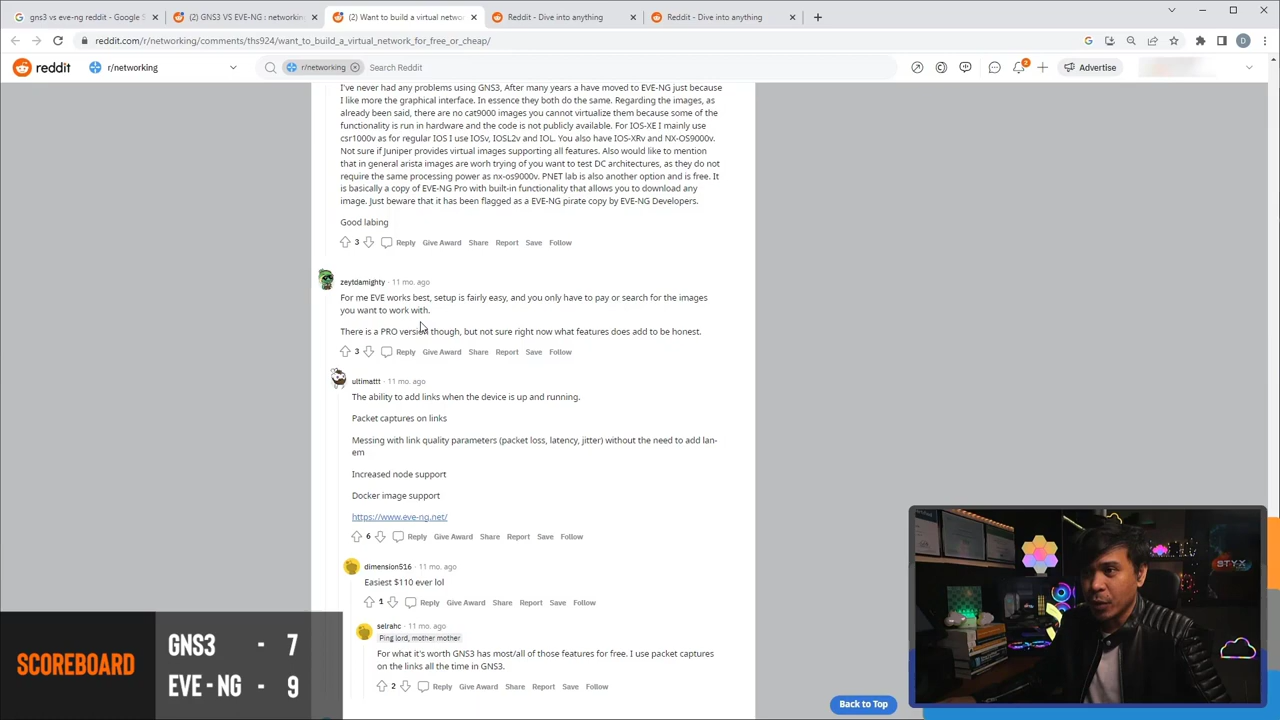 gns3 vs eve-ng reddit - Google S
(2) GNS3 VS EVE-NG : networkin
(2) Want to build a virtual networ
Reddit - Dive into anything
Reddit - Dive into anything
reddit.com/r/networking/comments/ths924/want_to_build_a_virtual_network_for_free_or_cheap/
reddit
r/networking
r/networking
Search Reddit
2
Advertise
I've never had any problems using GNS3, After many years a have moved to EVE-NG just because
I like more the graphical interface. In essence they both do the same. Regarding the images, as
already been said, there are no cat9000 images you cannot virtualize them because some of the
functionality is run in hardware and the code is not publicly available. For IOS-XE I mainly use
csr1000v as for regular IOS I use IOSv, IOSL2v and IOL. You also have IOS-XRv and NX-OS9000v.
Not sure if Juniper provides virtual images supporting all features. Also would like to mention
that in general arista images are worh trying of you want to test DC architectures, as they do not
require the same processing power as nx-os9000v. PNET lab is also another option and is free. It
is basically a copy of EVE-NG Pro with built-in functionality that allows you to download any
image. Just beware that it has been flagged as a EVE-NG pirate copy by EVE-NG Developers.
Good labing
3 Reply Give Award Share Report Save Follow
zeytdamighty · 11 mo. ago
For me EVE works best, setup is fairly easy, and you only have to pay or search for the images
you want to work with.
There is a PRO version though, but not sure right now what features does add to be honest.
3 Reply Give Award Share Report Save Follow
ultimattt · 11 mo. ago
The ability to add links when the device is up and running.
Packet captures on links
Messing with link quality parameters (packet loss, latency, jitter) without the need to add lan-
em
Increased node support
Docker image support
https://www.eve-ng.net/
6 Reply Give Award Share Report Save Follow
dimension516 · 11 mo. ago
Easiest $110 ever lol
1 Reply Give Award Share Report Save Follow
selrahc · 11 mo. ago
Ping lord, mother mother
For what it's worth GNS3 has most/all of those features for free. I use packet captures
on the links all the time in GNS3.
2 Reply Give Award Share Report Save Follow
Back to Top
SCOREBOARD
GNS3 - 7
EVE-NG - 9
STYX